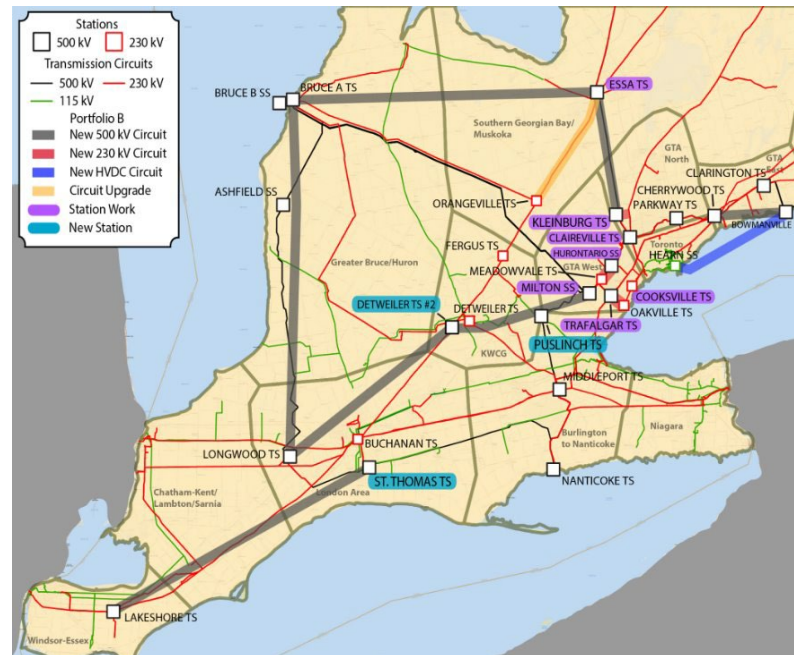 Stations
500 kV 230 kV
Transmission Circuits
500 kV 230 kV
115 kV
Portfolio B
New 500 kV Circuit
New 230 kV Circuit
New HVDC Circuit
Circuit Upgrade
Station Work
New Station
BRUCE B SS
BRUCE A TS
ESSA TS
Southern Georgian Bay/
Muskoka
GTA
North
GTA
East
CLARINGTON TS
CHERRYWOOD TS
PARKWAY TS
ASHFIELD SS
ORANGEVILLE TS
KLEINBURG TS
BOWMANVILLE
CLAIREVILLE TS
Toronto
HURONTARIO SS
HEARN SS
FERGUS TS
Greater Bruce/Huron
MEADOWVALE TS
GTA West
MILTON SS
COOKSVILLE TS
OAKVILLE TS
DETWEILER TS #2
DETWEILER TS
TRAFALGAR TS
PUSLINCH TS
KWCG
MIDDLEPORT TS
Burlington
to Nanticoke
Niagara
BUCHANAN TS
LONGWOOD TS
ST. THOMAS TS
NANTICOKE TS
London Area
Chatham-Kent/
Lambton/Sarnia
LAKESHORE TS
Windsor-Essex